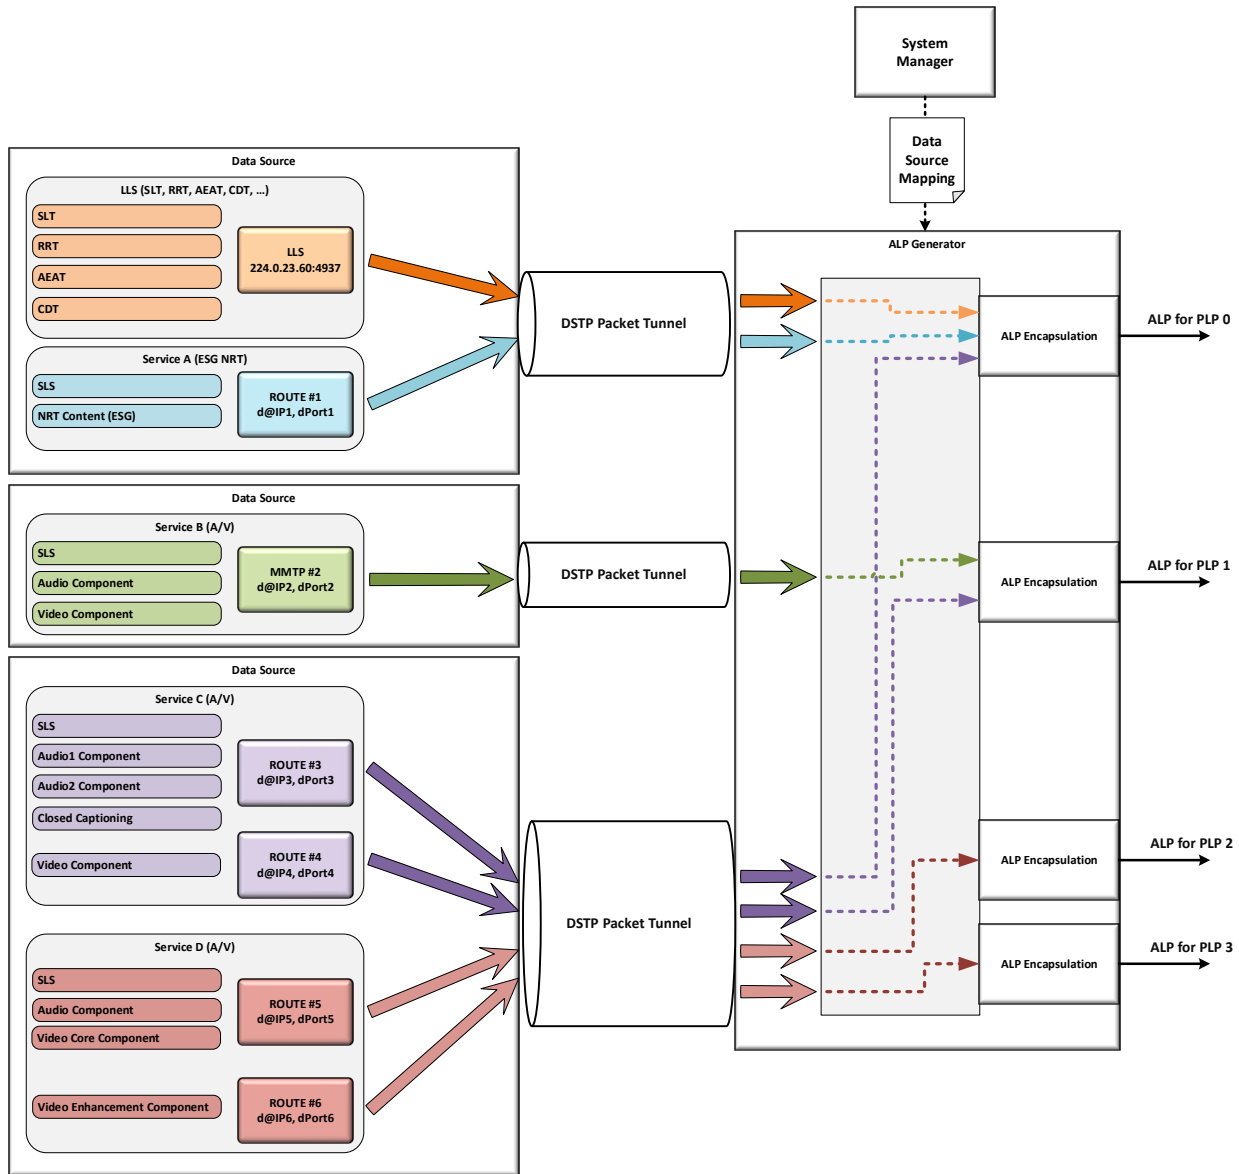 System
Manager
Data
Source
Mapping
Data Source
LLS (SLT, RRT, AEAT, CDT, ...)
SLT
RRT
AEAT
CDT
LLS
224.0.23.60:4937
Service A (ESG NRT)
SLS
NRT Content (ESG)
ROUTE #1
d@IP1, dPort1
DSTP Packet Tunnel
Data Source
Service B (A/V)
SLS
Audio Component
Video Component
MMTP #2
d@IP2, dPort2
DSTP Packet Tunnel
Data Source
Service C (A/V)
SLS
Audio1 Component
Audio2 Component
Closed Captioning
Video Component
ROUTE #3
d@IP3, dPort3
ROUTE #4
d@IP4, dPort4
Service D (A/V)
SLS
Audio Component
Video Core Component
Video Enhancement Component
ROUTE #5
d@IP5, dPort5
ROUTE #6
d@IP6, dPort6
DSTP Packet Tunnel
ALP Generator
ALP Encapsulation
ALP for PLP 0
ALP Encapsulation
ALP for PLP 1
ALP Encapsulation
ALP for PLP 2
ALP Encapsulation
ALP for PLP 3